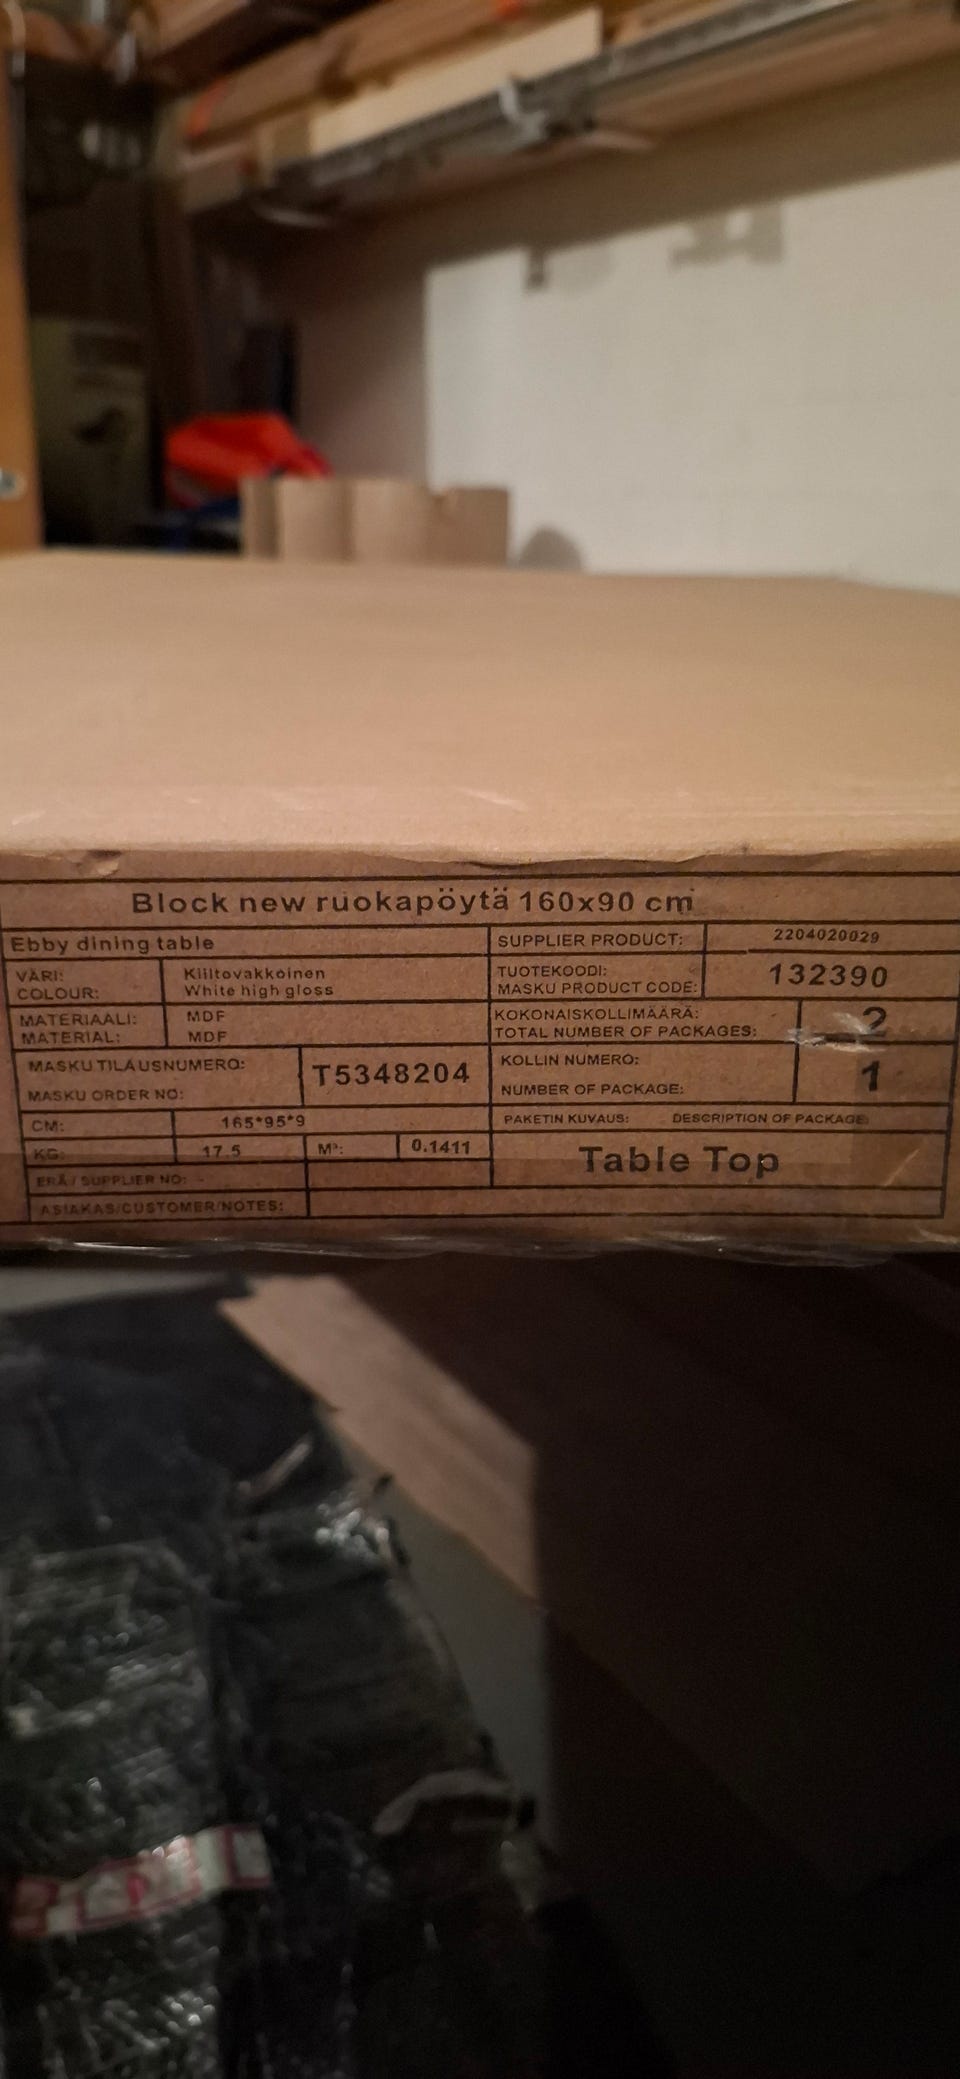 Block new ruokapöytä 160x90 cm
Ebby dining table
SUPPLIER PRODUCT: 2204020029
VÄRI: Kiiltovakkoinen
COLOUR: White high gloss
TUOTEKOODI:
MASKU PRODUCT CODE: 132390
MATERIAALI: MDF
MATERIAL: MDF
KOKONAISKOLLIMÄÄRÄ:
TOTAL NUMBER OF PACKAGES: 2
MASKU TILAUSNUMERO:
MASKU ORDER NO: T5348204
KOLLIN NUMERO:
NUMBER OF PACKAGE: 1
CM: 165*95*9
PAKETIN KUVAUS: DESCRIPTION OF PACKAGE:
KG: 17.5 M³: 0.1411
Table Top
ERÄ / SUPPLIER NO: -
ASIAKAS/CUSTOMER/NOTES: